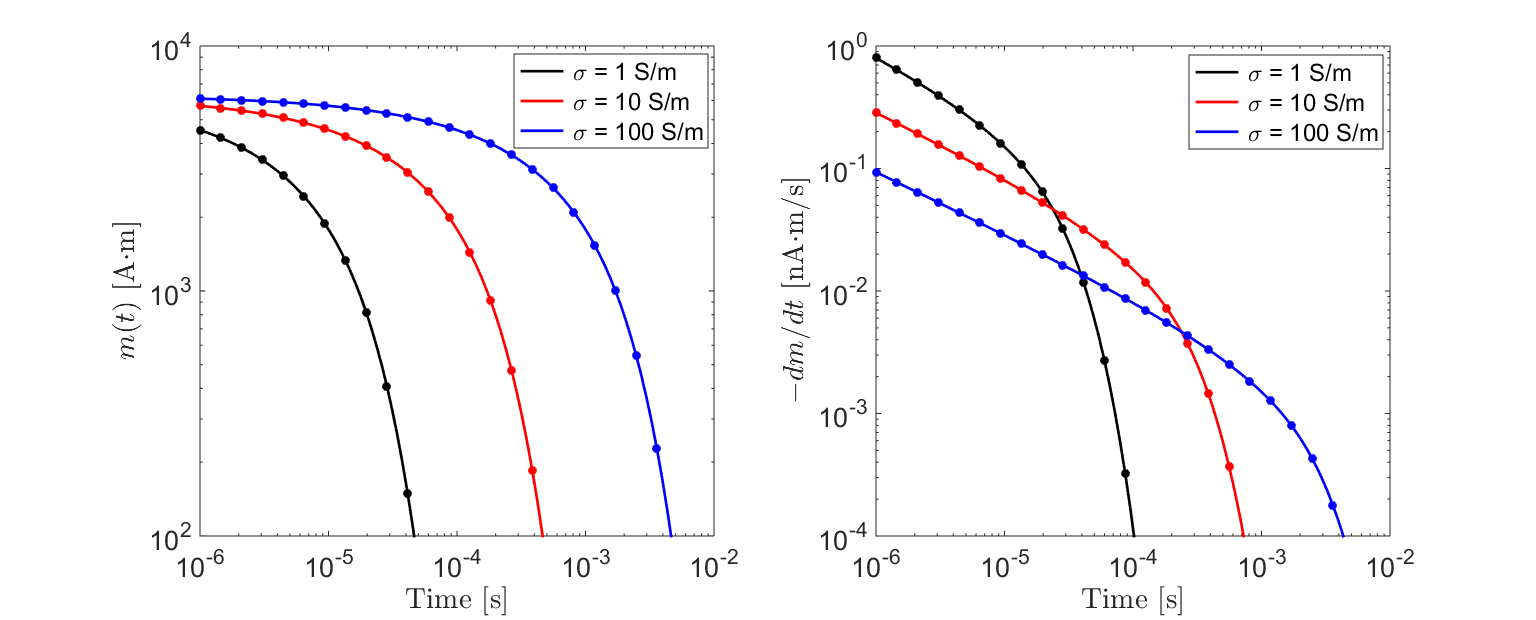 10^4
10^3
10^2
10^-6
10^-5
10^-4
10^-3
10^-2
m(t) [A·m]
Time [s]
σ = 1 S/m
σ = 10 S/m
σ = 100 S/m
10^0
10^-1
10^-2
10^-3
10^-4
10^-6
10^-5
10^-4
10^-3
10^-2
−dm/dt [nA·m/s]
Time [s]
σ = 1 S/m
σ = 10 S/m
σ = 100 S/m